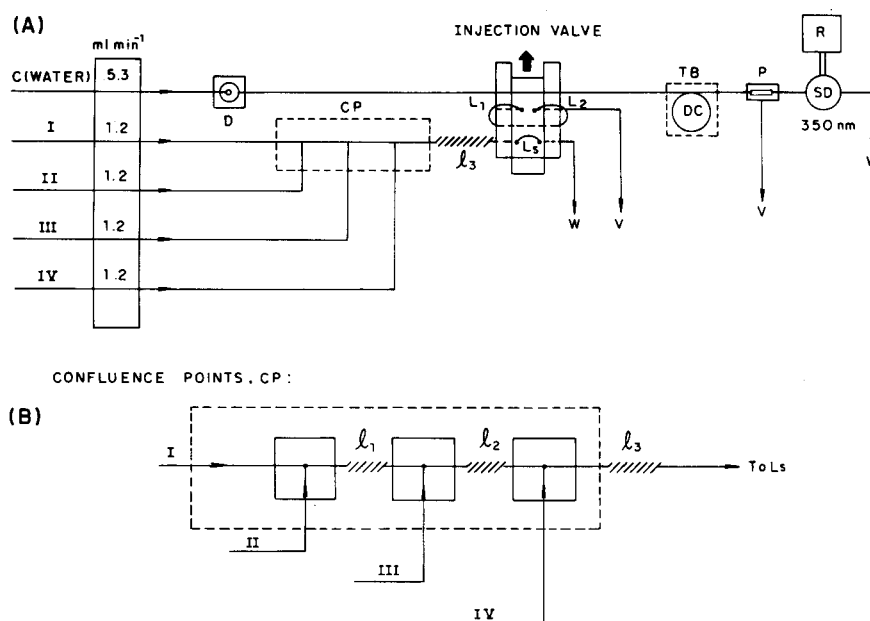 (A)
ml min⁻¹
C(WATER) 5.3
D
I 1.2
CP
II 1.2
III 1.2
IV 1.2
ℓ3
INJECTION VALVE
L1
L2
Ls
W
V
TB
DC
P
V
R
SD
350 nm
CONFLUENCE POINTS, CP:
(B)
I
ℓ1
ℓ2
ℓ3
To Ls
II
III
IV